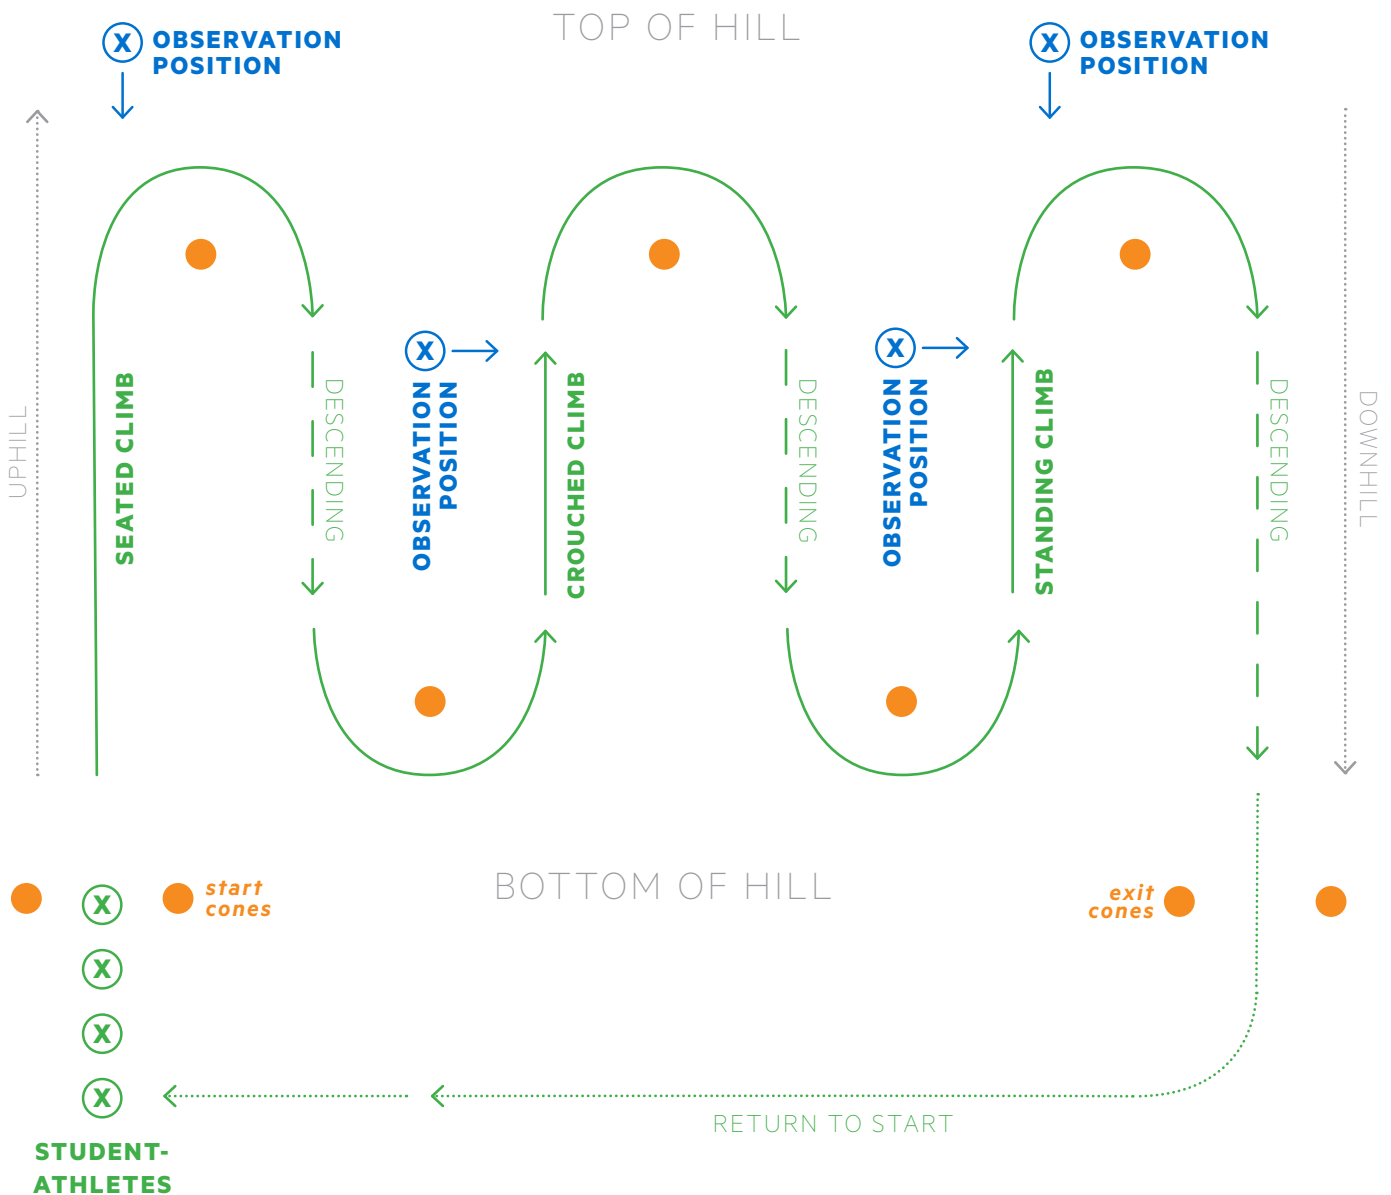 TOP OF HILL
X OBSERVATION
POSITION
X OBSERVATION
POSITION
UPHILL
SEATED CLIMB
DESCENDING
X
OBSERVATION
POSITION
CROUCHED CLIMB
DESCENDING
X
OBSERVATION
POSITION
STANDING CLIMB
DESCENDING
DOWNHILL
BOTTOM OF HILL
start
cones
exit
cones
X
X
X
X
RETURN TO START
STUDENT-
ATHLETES